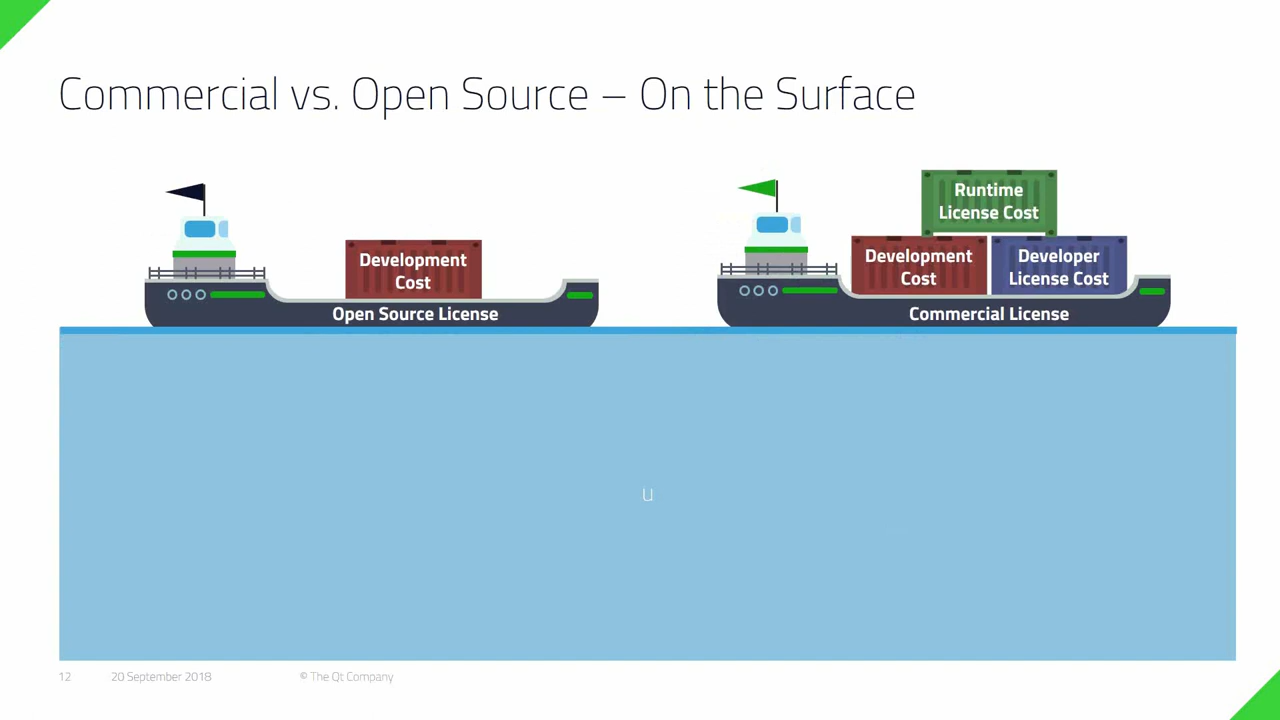 Commercial vs. Open Source – On the Surface
Development
Cost
Open Source License
Runtime
License Cost
Development
Cost
Developer
License Cost
Commercial License
u
12
20 September 2018
© The Qt Company